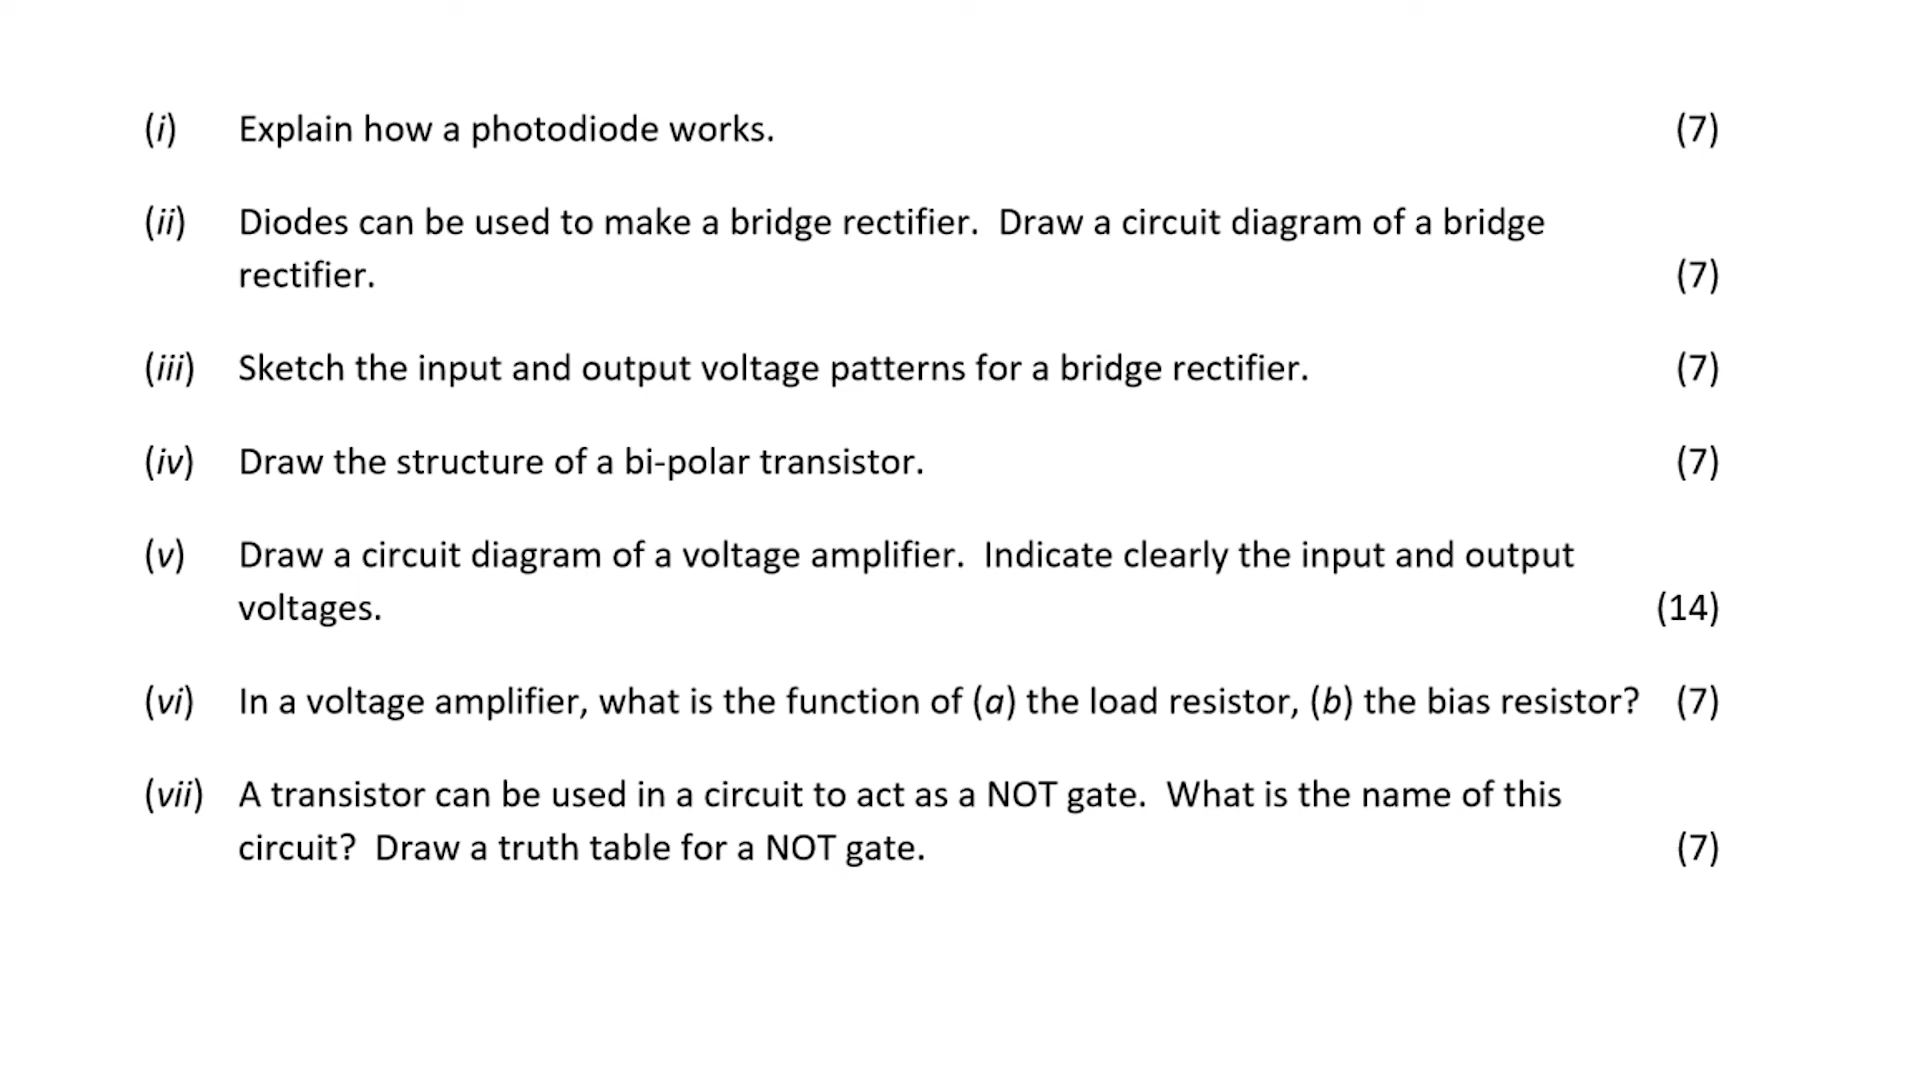 (i) Explain how a photodiode works. (7)
(ii) Diodes can be used to make a bridge rectifier. Draw a circuit diagram of a bridge
rectifier. (7)
(iii) Sketch the input and output voltage patterns for a bridge rectifier. (7)
(iv) Draw the structure of a bi-polar transistor. (7)
(v) Draw a circuit diagram of a voltage amplifier. Indicate clearly the input and output
voltages. (14)
(vi) In a voltage amplifier, what is the function of (a) the load resistor, (b) the bias resistor? (7)
(vii) A transistor can be used in a circuit to act as a NOT gate. What is the name of this
circuit? Draw a truth table for a NOT gate. (7)